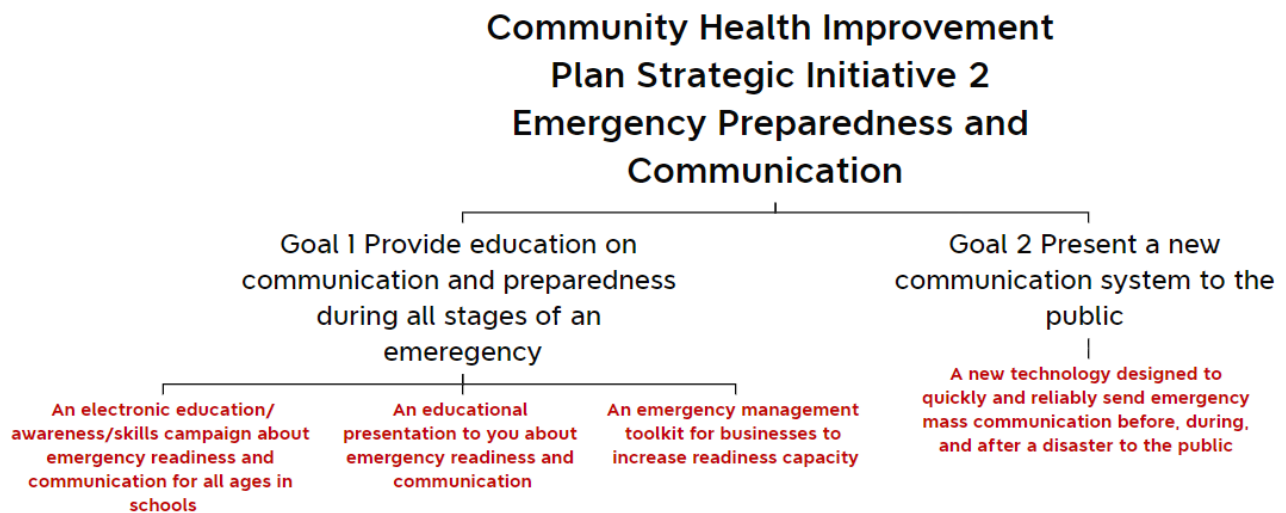 Community Health Improvement
Plan Strategic Initiative 2
Emergency Preparedness and
Communication
Goal 1 Provide education on
communication and preparedness
during all stages of an
emeregency
Goal 2 Present a new
communication system to the
public
An electronic education/
awareness/skills campaign about
emergency readiness and
communication for all ages in
schools
An educational
presentation to you about
emergency readiness and
communication
An emergency management
toolkit for businesses to
increase readiness capacity
A new technology designed to
quickly and reliably send emergency
mass communication before, during,
and after a disaster to the public